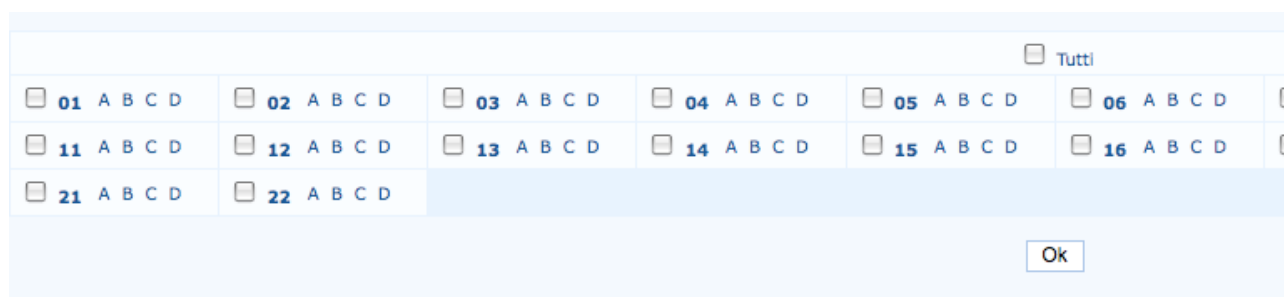 Tutti
01 A B C D 02 A B C D 03 A B C D 04 A B C D 05 A B C D 06 A B C D
11 A B C D 12 A B C D 13 A B C D 14 A B C D 15 A B C D 16 A B C D
21 A B C D 22 A B C D
Ok